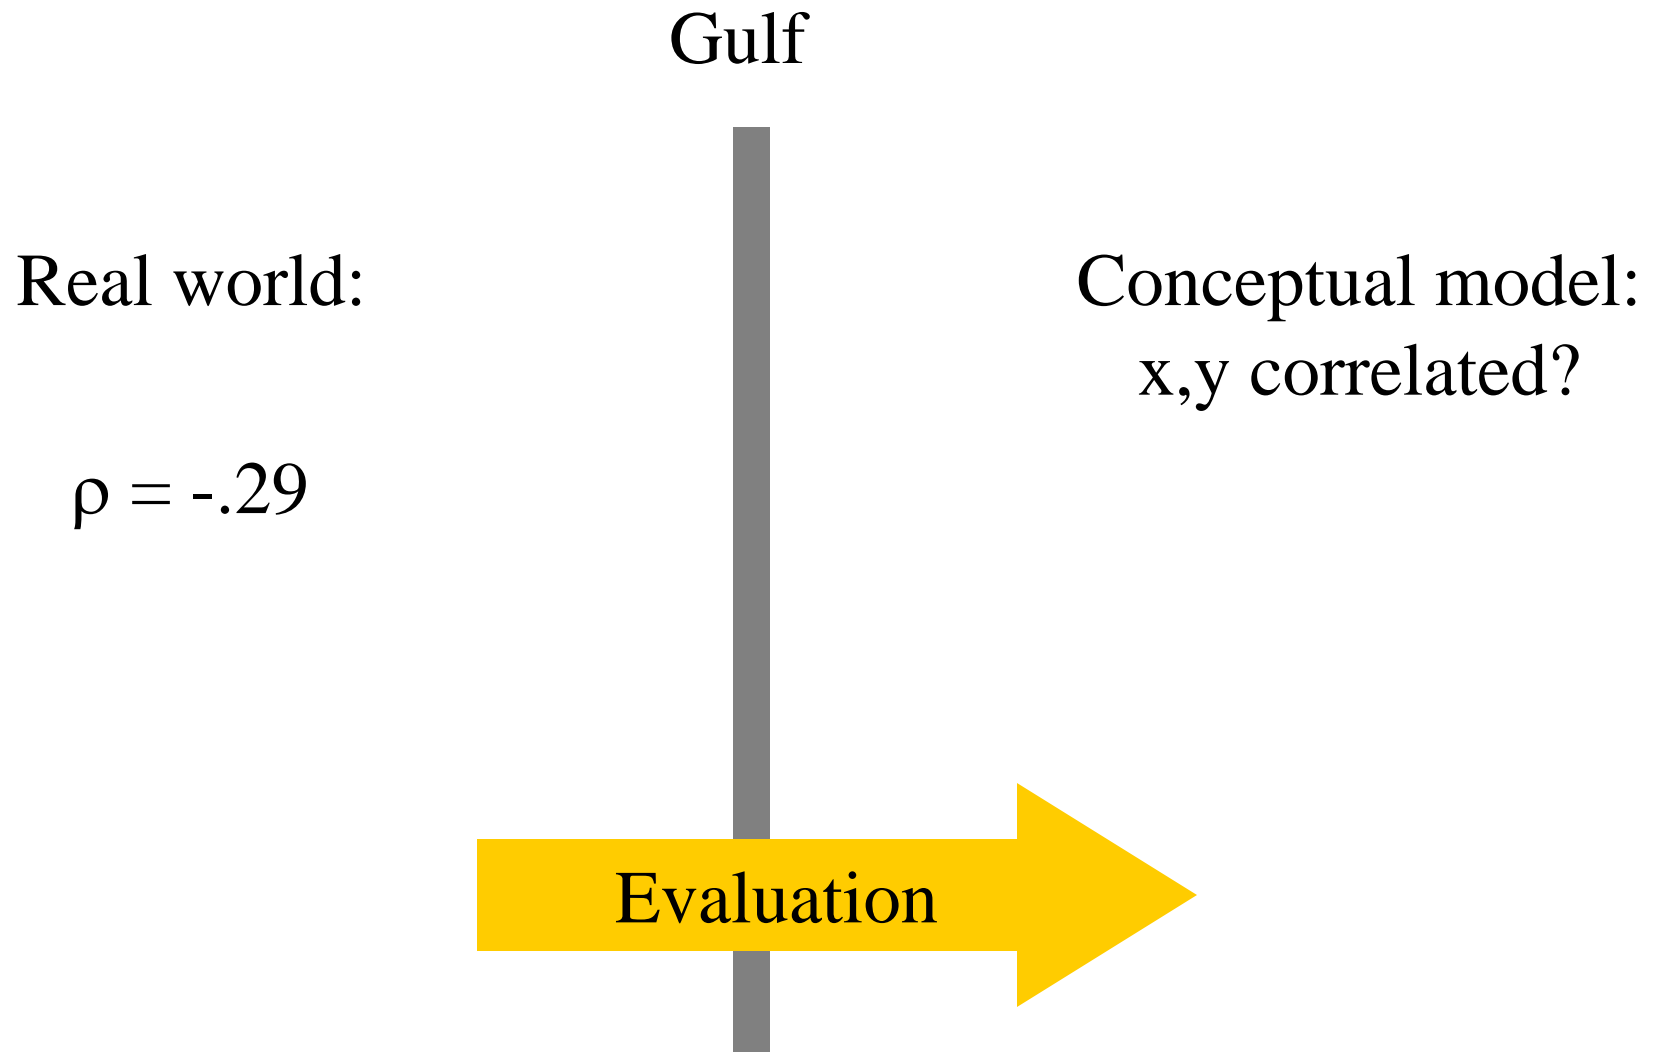 Gulf
Real world:
ρ = -.29
Conceptual model:
x,y correlated?
Evaluation